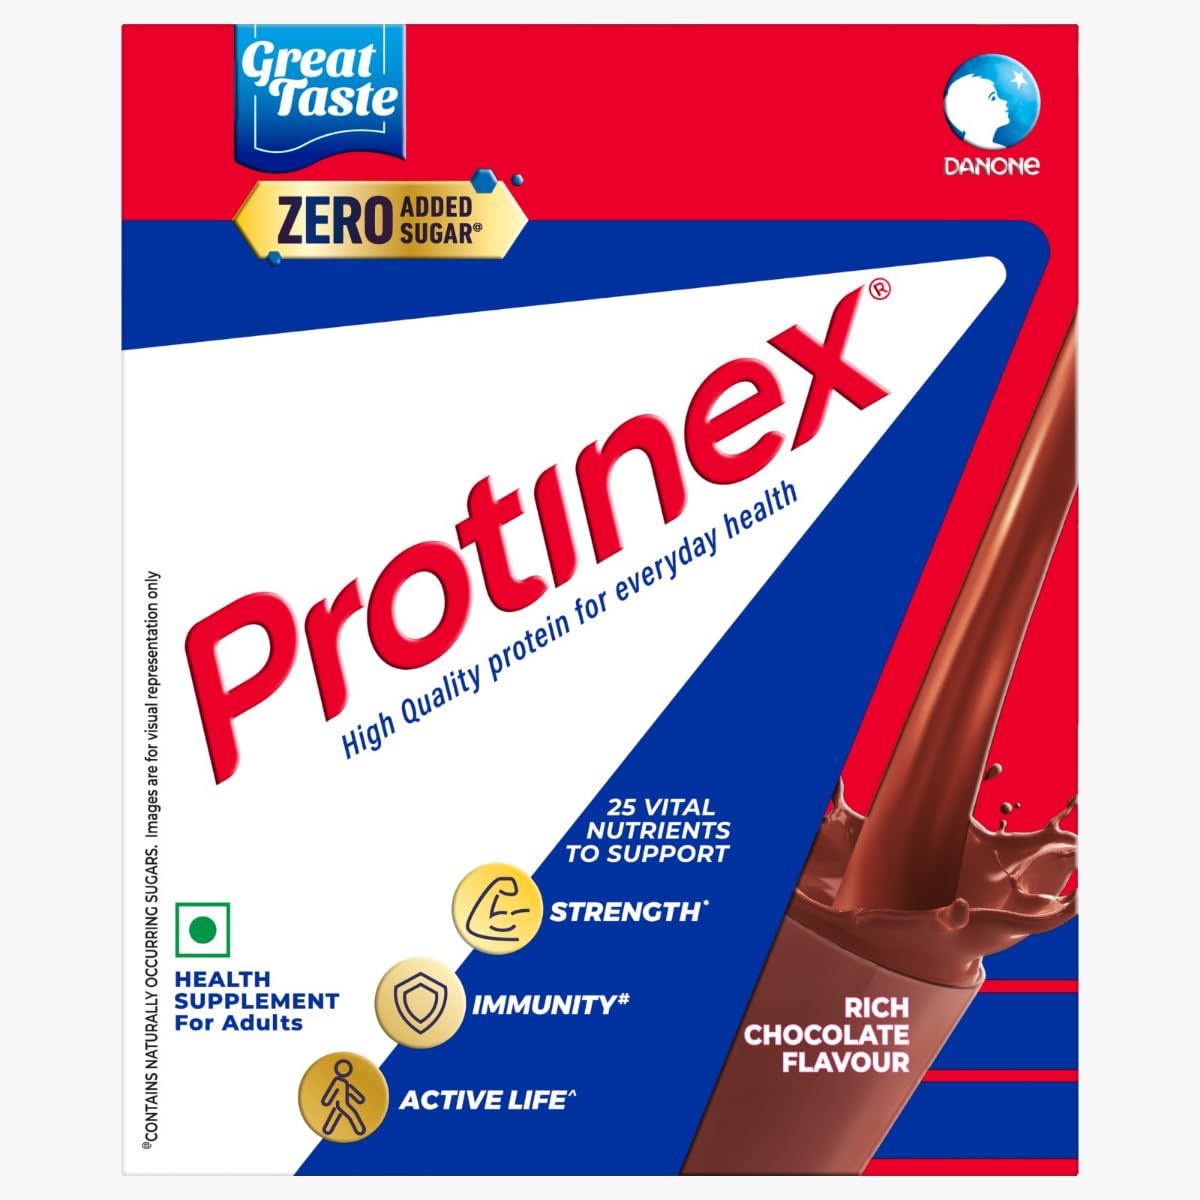 Great
Taste
DANONE
ZERO ADDED
SUGAR@
Protinex®
High Quality protein for everyday health
25 VITAL
NUTRIENTS
TO SUPPORT
STRENGTH*
IMMUNITY#
ACTIVE LIFE^
HEALTH
SUPPLEMENT
For Adults
RICH
CHOCOLATE
FLAVOUR
@CONTAINS NATURALLY OCCURRING SUGARS. Images are for visual representation only